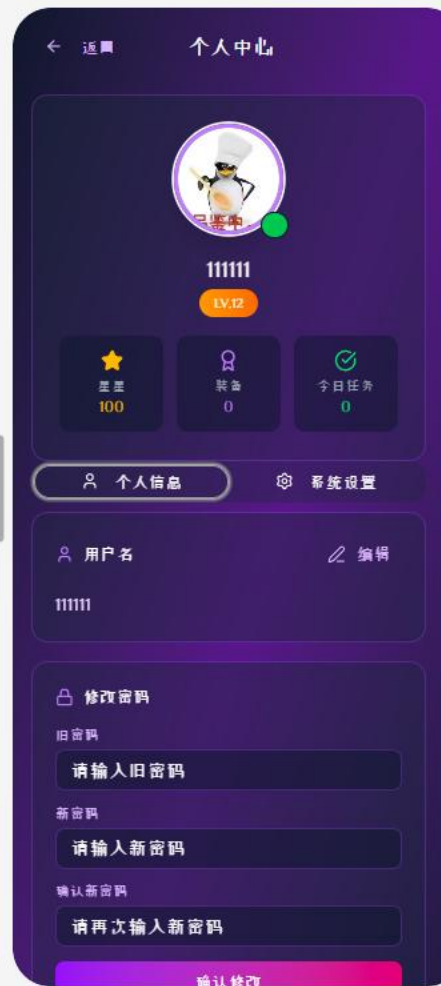 返回
个人中心
品鉴中
111111
LV.12
星星
100
装备
0
今日任务
0
个人信息
系统设置
用户名
编辑
111111
修改密码
旧密码
请输入旧密码
新密码
请输入新密码
确认新密码
请再次输入新密码
确认修改